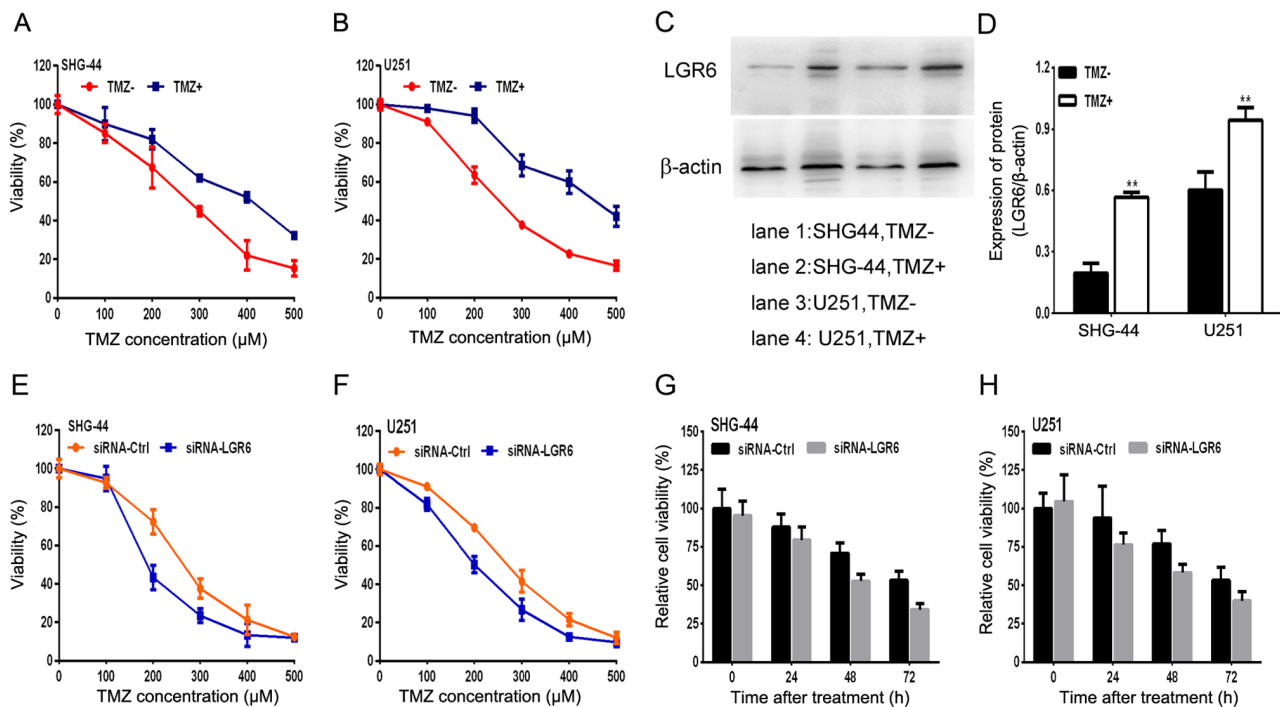 A
SHG-44
TMZ- TMZ+
Viability (%)
120
100
80
60
40
20
0
0 100 200 300 400 500
TMZ concentration (µM)
B
U251
TMZ- TMZ+
Viability (%)
120
100
80
60
40
20
0
0 100 200 300 400 500
TMZ concentration (µM)
C
LGR6
β-actin
lane 1:SHG44,TMZ-
lane 2:SHG-44,TMZ+
lane 3:U251,TMZ-
lane 4: U251,TMZ+
D
TMZ-
TMZ+
Expression of protein
(LGR6/β-actin)
1.2
0.9
0.6
0.3
0.0
**
**
SHG-44 U251
E
SHG-44
siRNA-Ctrl siRNA-LGR6
Viability (%)
120
100
80
60
40
20
0
0 100 200 300 400 500
TMZ concentration (µM)
F
U251
siRNA-Ctrl siRNA-LGR6
Viability (%)
120
100
80
60
40
20
0
0 100 200 300 400 500
TMZ concentration (µM)
G
SHG-44
siRNA-Ctrl siRNA-LGR6
Relative cell viability (%)
150
125
100
75
50
25
0
0 24 48 72
Time after treatment (h)
H
U251
siRNA-Ctrl siRNA-LGR6
Relative cell viability (%)
150
125
100
75
50
25
0
0 24 48 72
Time after treatment (h)